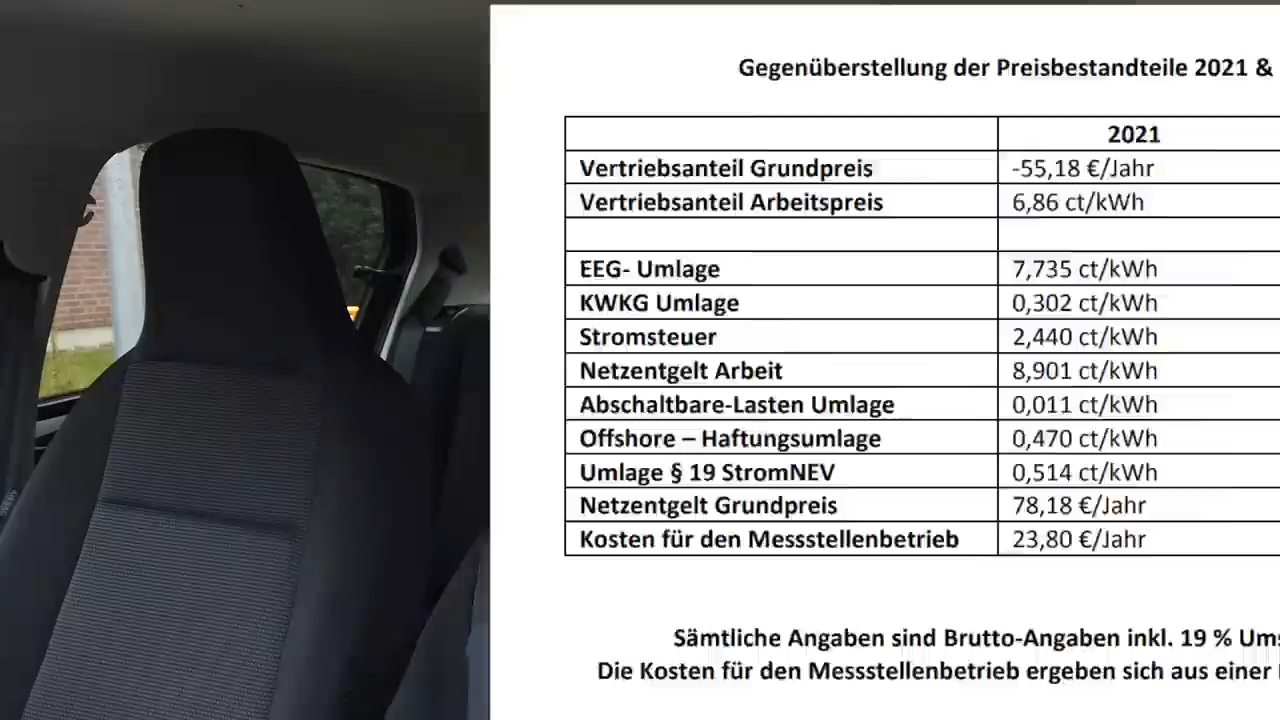 Gegenüberstellung der Preisbestandteile 2021 &
2021
Vertriebsanteil Grundpreis -55,18 €/Jahr
Vertriebsanteil Arbeitspreis 6,86 ct/kWh
EEG- Umlage 7,735 ct/kWh
KWKG Umlage 0,302 ct/kWh
Stromsteuer 2,440 ct/kWh
Netzentgelt Arbeit 8,901 ct/kWh
Abschaltbare-Lasten Umlage 0,011 ct/kWh
Offshore – Haftungsumlage 0,470 ct/kWh
Umlage § 19 StromNEV 0,514 ct/kWh
Netzentgelt Grundpreis 78,18 €/Jahr
Kosten für den Messstellenbetrieb 23,80 €/Jahr
Sämtliche Angaben sind Brutto-Angaben inkl. 19 %
Die Kosten für den Messstellenbetrieb ergeben sich aus einer